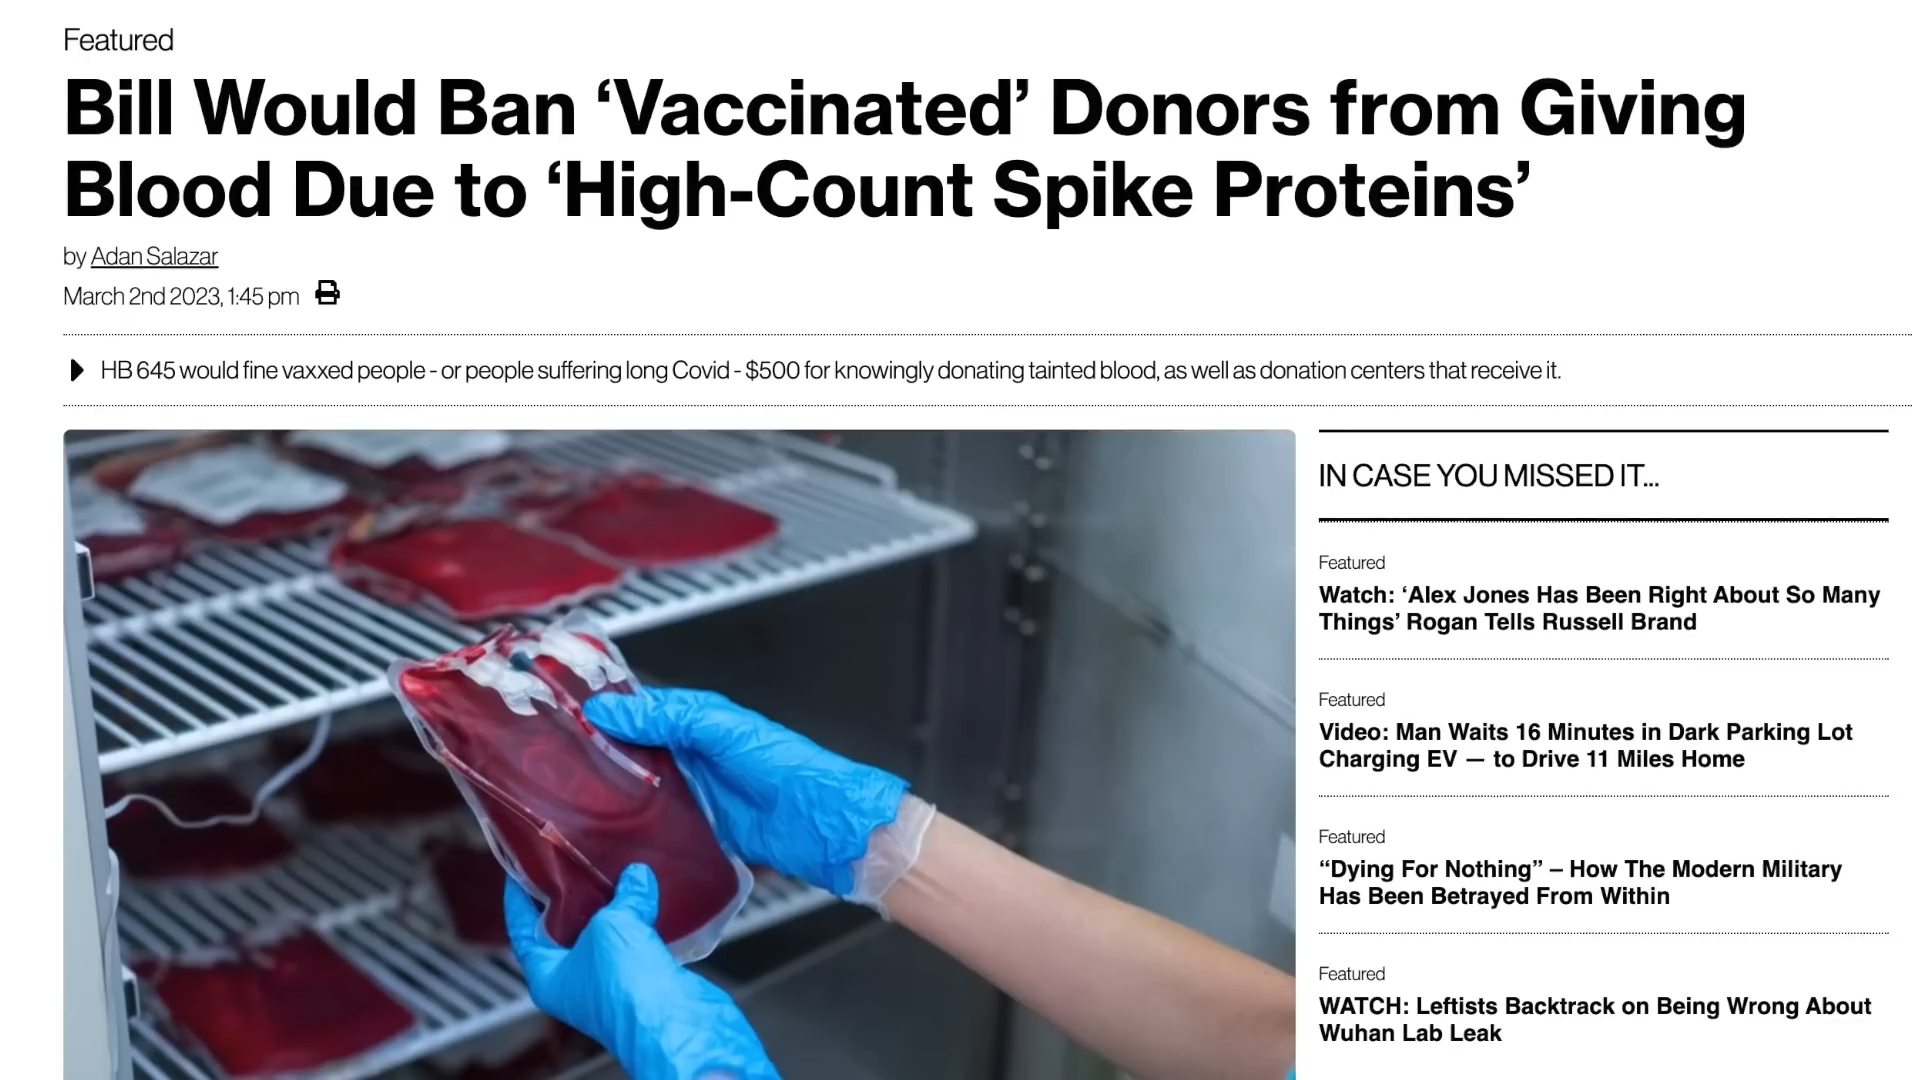 Featured
Bill Would Ban ‘Vaccinated’ Donors from Giving
Blood Due to ‘High-Count Spike Proteins’
by Adan Salazar
March 2nd 2023, 1:45 pm
HB 645 would fine vaxxed people - or people suffering long Covid - $500 for knowingly donating tainted blood, as well as donation centers that receive it.
IN CASE YOU MISSED IT...
Featured
Watch: ‘Alex Jones Has Been Right About So Many
Things’ Rogan Tells Russell Brand
Featured
Video: Man Waits 16 Minutes in Dark Parking Lot
Charging EV — to Drive 11 Miles Home
Featured
“Dying For Nothing” – How The Modern Military
Has Been Betrayed From Within
Featured
WATCH: Leftists Backtrack on Being Wrong About
Wuhan Lab Leak